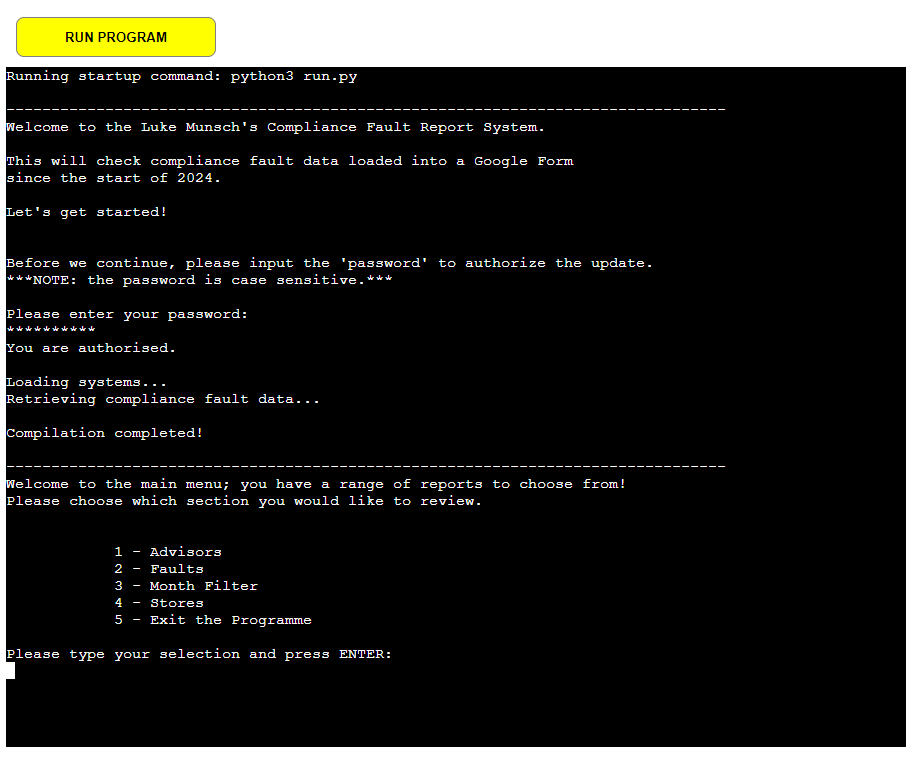 RUN PROGRAM
Running startup command: python3 run.py
--------------------------------------------------------------------------------
Welcome to the Luke Munsch's Compliance Fault Report System.
This will check compliance fault data loaded into a Google Form
since the start of 2024.
Let's get started!
Before we continue, please input the 'password' to authorize the update.
***NOTE: the password is case sensitive.***
Please enter your password:
**********
You are authorised.
Loading systems...
Retrieving compliance fault data...
Compilation completed!
--------------------------------------------------------------------------------
Welcome to the main menu; you have a range of reports to choose from!
Please choose which section you would like to review.
1 - Advisors
2 - Faults
3 - Month Filter
4 - Stores
5 - Exit the Programme
Please type your selection and press ENTER: